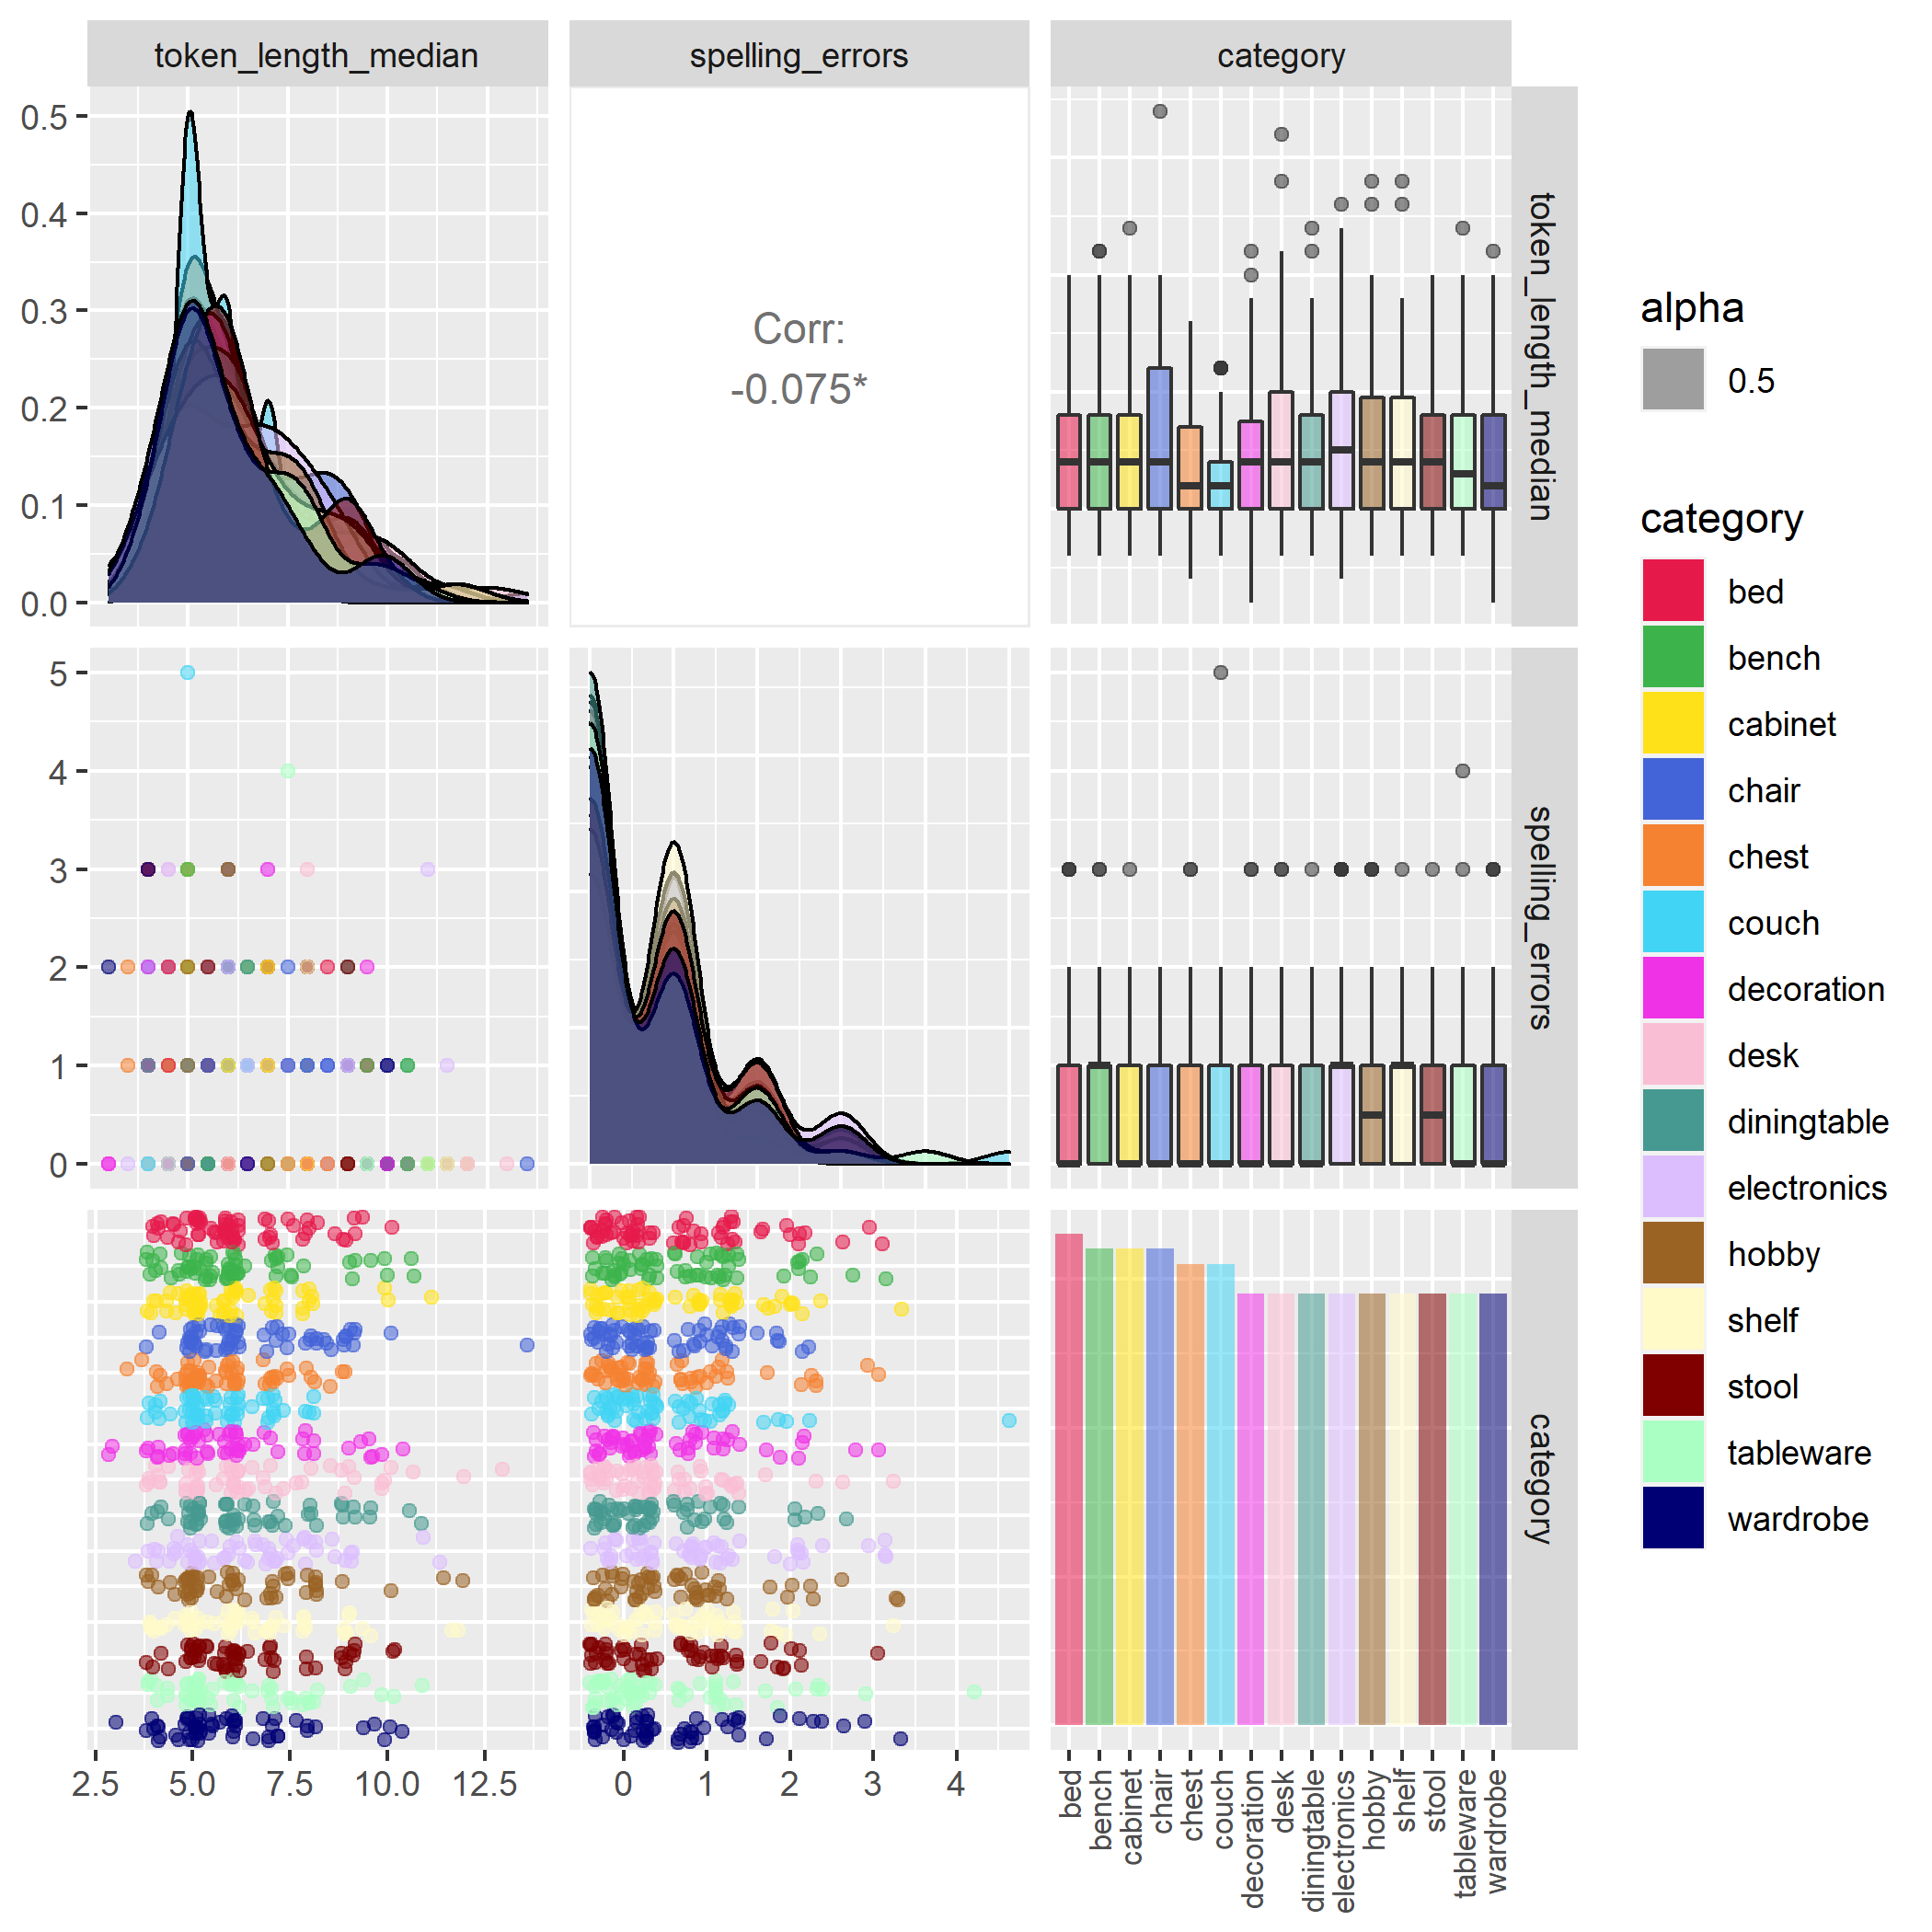 token_length_median
spelling_errors
category
0.5
0.4
0.3
0.2
0.1
0.0
Corr:
-0.075*
token_length_median
5
4
3
2
1
0
spelling_errors
category
2.5
5.0
7.5
10.0
12.5
0
1
2
3
4
bed
bench
cabinet
chair
chest
couch
decoration
desk
diningtable
electronics
hobby
shelf
stool
tableware
wardrobe
alpha
0.5
category
bed
bench
cabinet
chair
chest
couch
decoration
desk
diningtable
electronics
hobby
shelf
stool
tableware
wardrobe